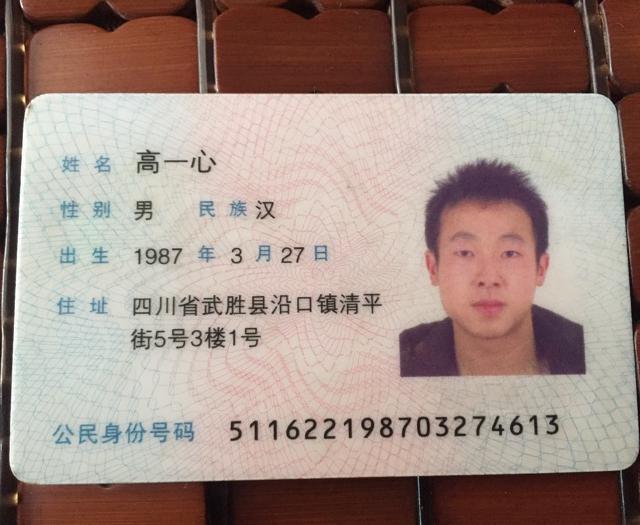 姓名 高一心
性别 男 民族 汉
出生 1987 年 3 月 27 日
住址 四川省武胜县沿口镇清平
街5号3楼1号
公民身份号码 511622198703274613